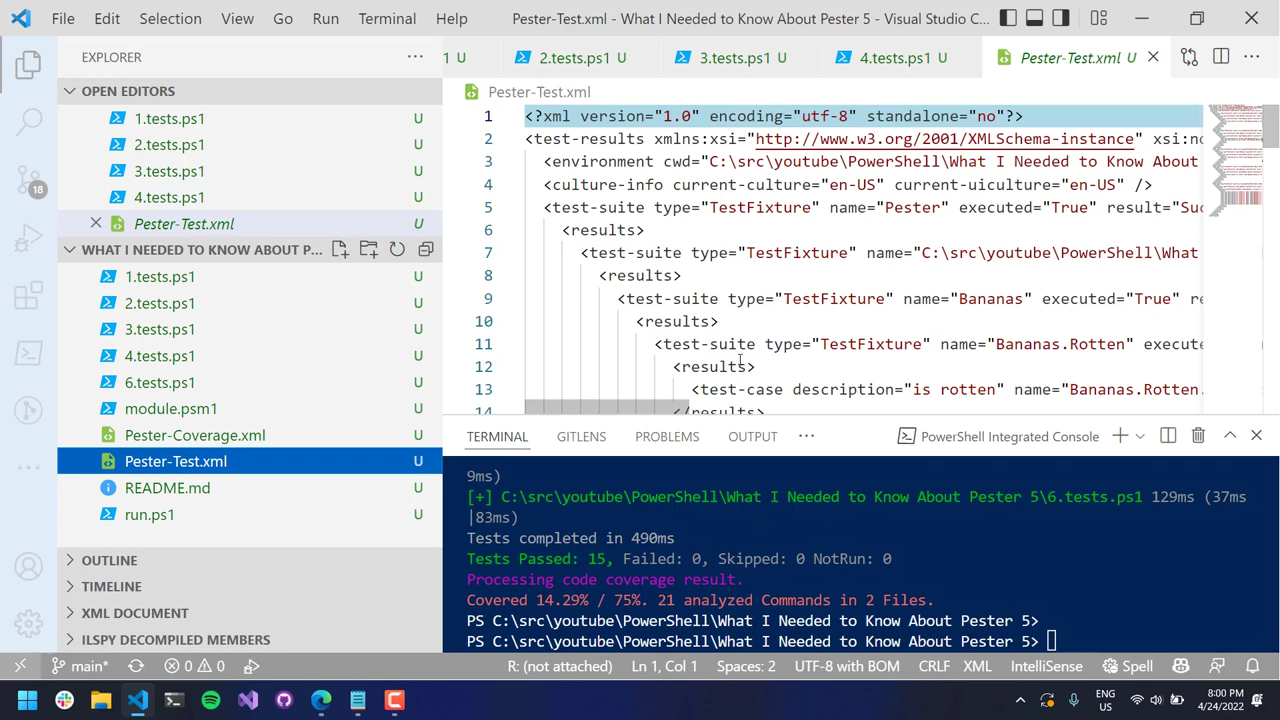 File Edit Selection View Go Run Terminal Help Pester-Test.xml - What I Needed to Know About Pester 5 - Visual Studio C...
EXPLORER
OPEN EDITORS
1.tests.ps1 U
2.tests.ps1 U
3.tests.ps1 U
4.tests.ps1 U
Pester-Test.xml U
WHAT I NEEDED TO KNOW ABOUT P...
1.tests.ps1 U
2.tests.ps1 U
3.tests.ps1 U
4.tests.ps1 U
6.tests.ps1 U
module.psm1 U
Pester-Coverage.xml U
Pester-Test.xml U
README.md U
run.ps1 U
OUTLINE
TIMELINE
XML DOCUMENT
ILSPY DECOMPILED MEMBERS
18
1 U 2.tests.ps1 U 3.tests.ps1 U 4.tests.ps1 U Pester-Test.xml U
Pester-Test.xml
1 <?xml version="1.0" encoding="utf-8" standalone="no"?>
2 <test-results xmlns:xsi="http://www.w3.org/2001/XMLSchema-instance" xsi:no
3 <environment cwd="C:\src\youtube\PowerShell\What I Needed to Know About
4 <culture-info current-culture="en-US" current-uiculture="en-US" />
5 <test-suite type="TestFixture" name="Pester" executed="True" result="Suc
6 <results>
7 <test-suite type="TestFixture" name="C:\src\youtube\PowerShell\What
8 <results>
9 <test-suite type="TestFixture" name="Bananas" executed="True" re
10 <results>
11 <test-suite type="TestFixture" name="Bananas.Rotten" execute
12 <results>
13 <test-case description="is rotten" name="Bananas.Rotten.
14 </results>
TERMINAL GITLENS PROBLEMS OUTPUT PowerShell Integrated Console
9ms)
[+] C:\src\youtube\PowerShell\What I Needed to Know About Pester 5\6.tests.ps1 129ms (37ms
|83ms)
Tests completed in 490ms
Tests Passed: 15, Failed: 0, Skipped: 0 NotRun: 0
Processing code coverage result.
Covered 14.29% / 75%. 21 analyzed Commands in 2 Files.
PS C:\src\youtube\PowerShell\What I Needed to Know About Pester 5>
PS C:\src\youtube\PowerShell\What I Needed to Know About Pester 5>
main* 0 0 R: (not attached) Ln 1, Col 1 Spaces: 2 UTF-8 with BOM CRLF XML IntelliSense Spell
ENG
US
8:00 PM
4/24/2022